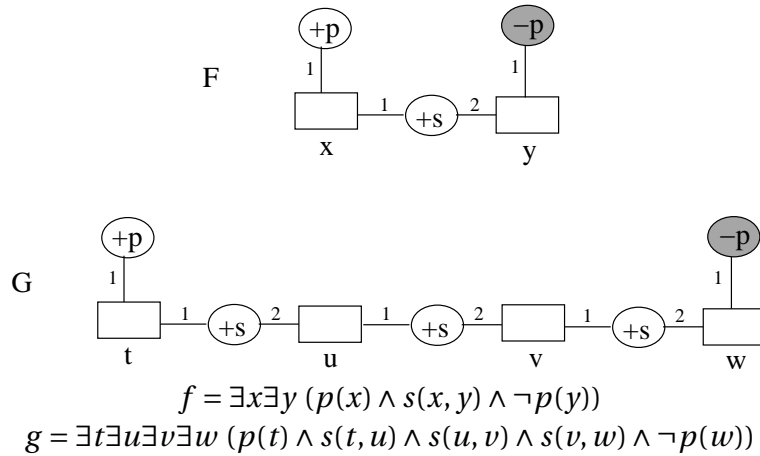 +p −p
F 1 1
1 +s 2
x y
+p −p
G 1 1
1 +s 2 1 +s 2 1 +s 2
t u v w
f = ∃x∃y (p(x) ∧ s(x, y) ∧ ¬p(y))
g = ∃t∃u∃v∃w (p(t) ∧ s(t, u) ∧ s(u, v) ∧ s(v, w) ∧ ¬p(w))